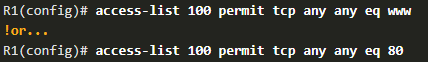 R1(config)# access-list 100 permit tcp any any eq www
!or...
R1(config)# access-list 100 permit tcp any any eq 80